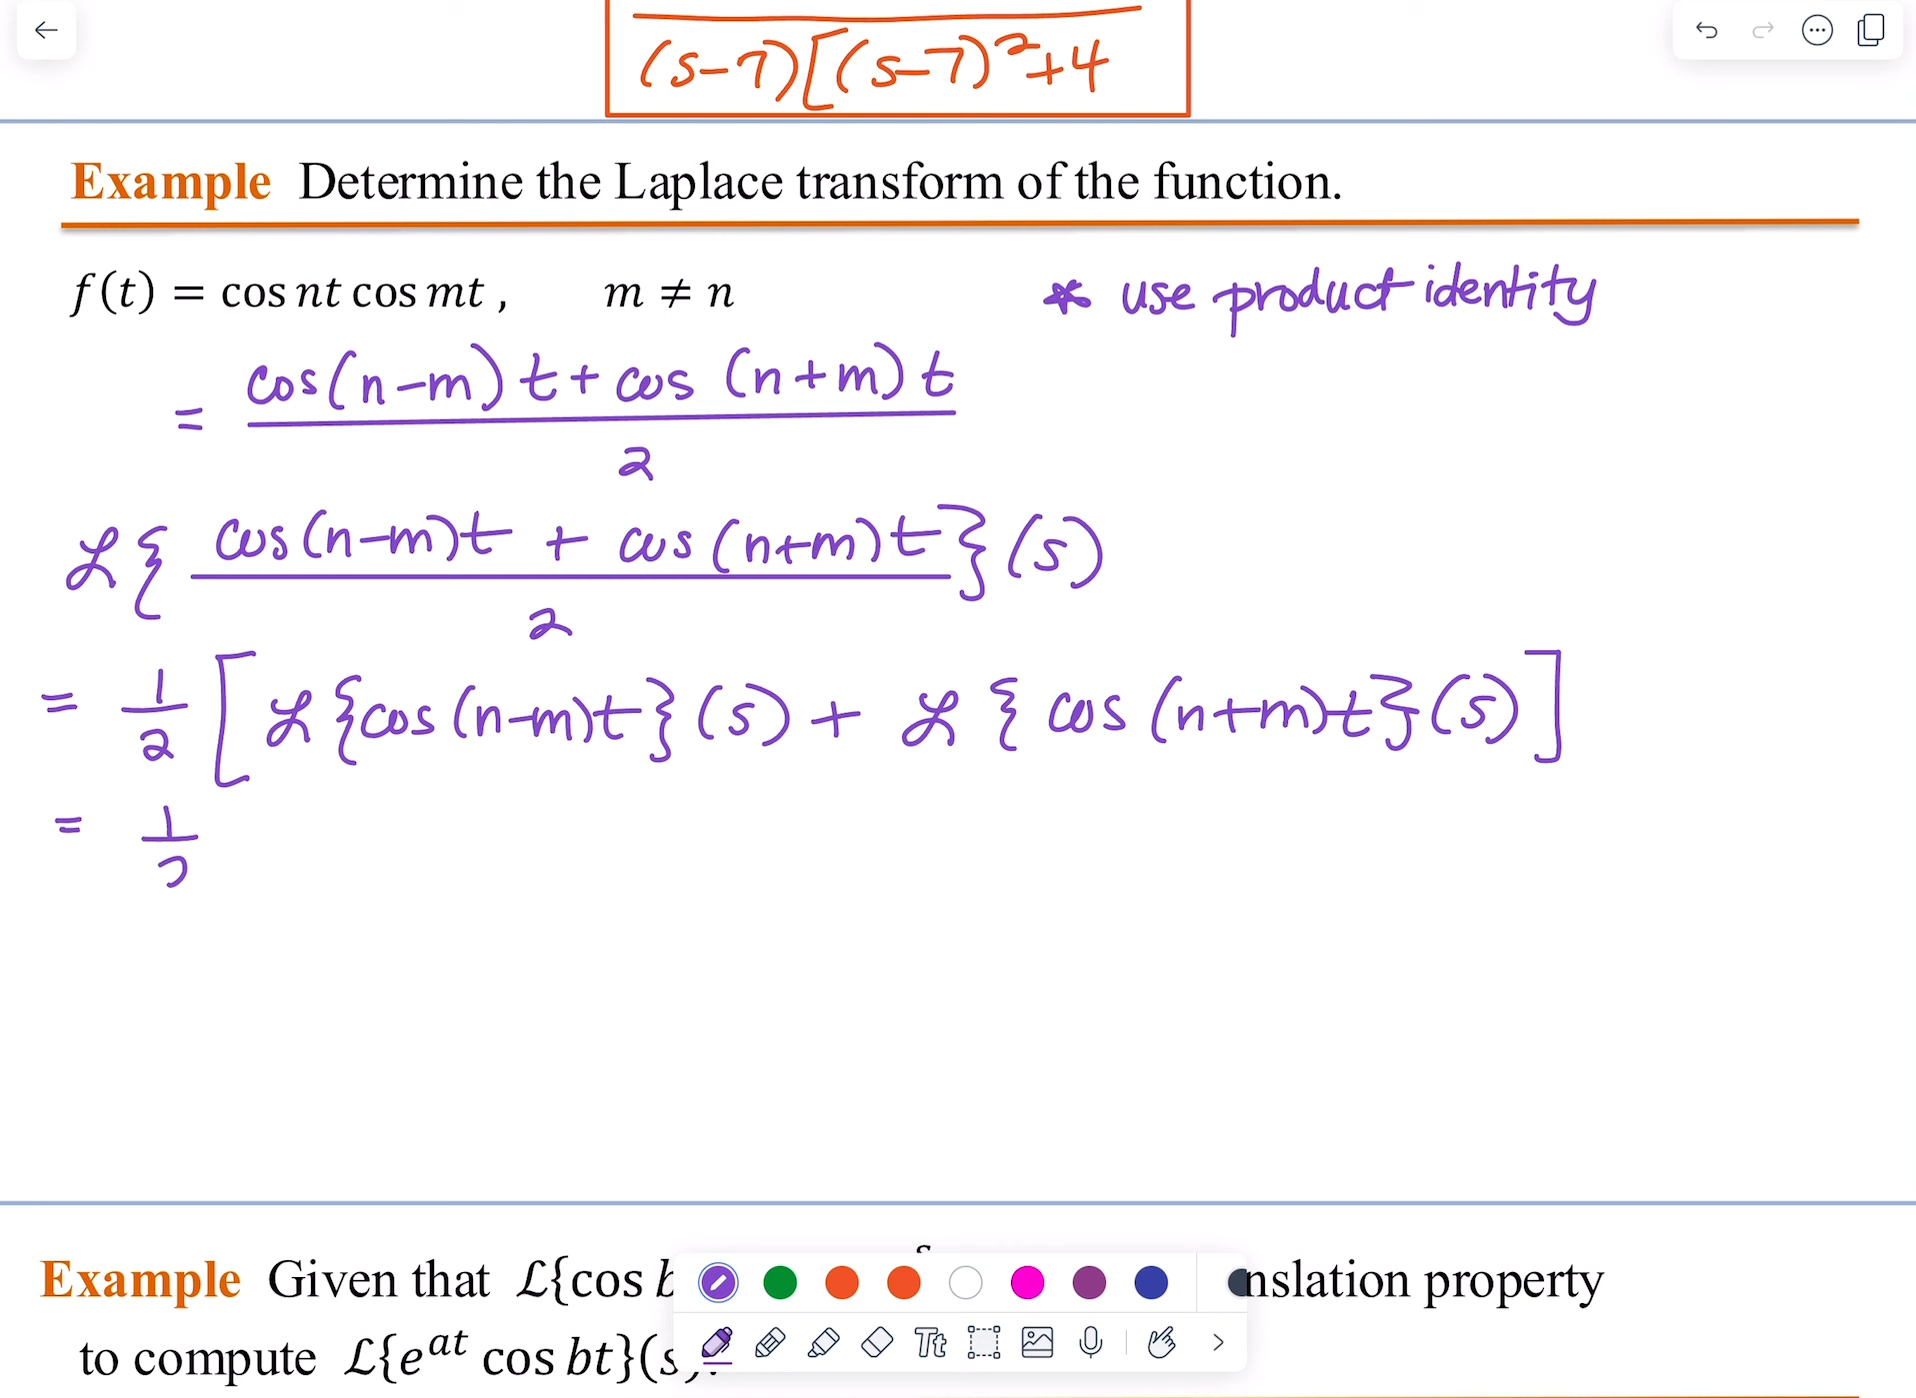 (s-7)[(s-7)²+4
Example Determine the Laplace transform of the function.
f(t) = cos nt cos mt , m ≠ n * use product identity
= cos(n-m)t + cos(n+m)t
2
ℒ{ cos(n-m)t + cos(n+m)t }(s)
2
= 1/2 [ ℒ{cos(n-m)t}(s) + ℒ{cos(n+m)t}(s) ]
= 1/2
Example Given that ℒ{cos b nslation property
to compute ℒ{e^{at} cos bt}(s).
Tt